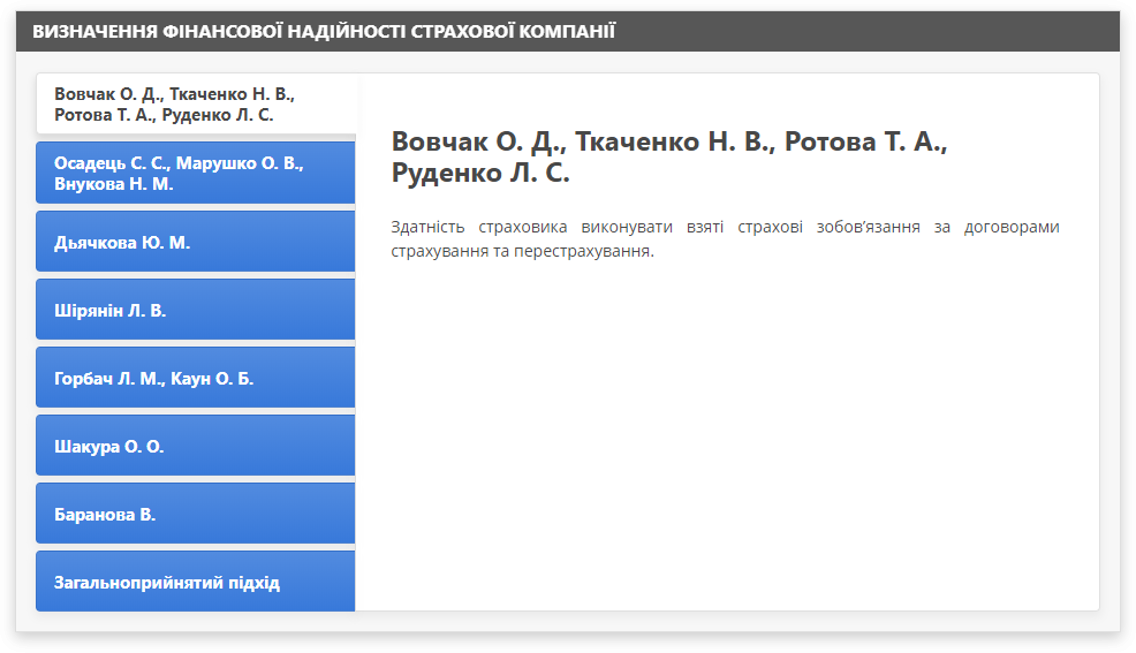 ВИЗНАЧЕННЯ ФІНАНСОВОЇ НАДІЙНОСТІ СТРАХОВОЇ КОМПАНІЇ
Вовчак О. Д., Ткаченко Н. В.,
Ротова Т. А., Руденко Л. С.
Осадець С. С., Марушко О. В.,
Внукова Н. М.
Дьячкова Ю. М.
Шірянін Л. В.
Горбач Л. М., Каун О. Б.
Шакура О. О.
Баранова В.
Загальноприйнятий підхід
Вовчак О. Д., Ткаченко Н. В., Ротова Т. А.,
Руденко Л. С.
Здатність страховика виконувати взяті страхові зобов’язання за договорами
страхування та перестрахування.